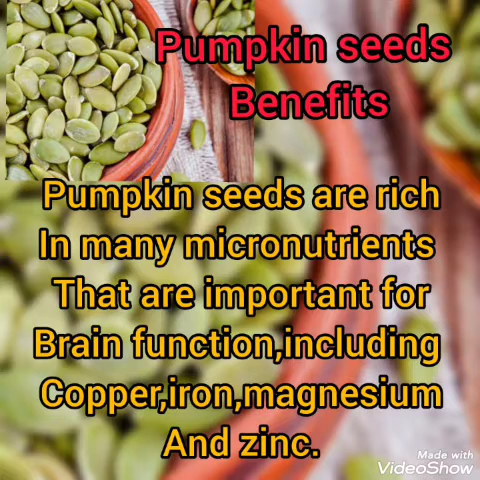 Pumpkin seeds
Benefits
Pumpkin seeds are rich
In many micronutrients
That are important for
Brain function,including
Copper,iron,magnesium
And zinc.
Made with
VideoShow